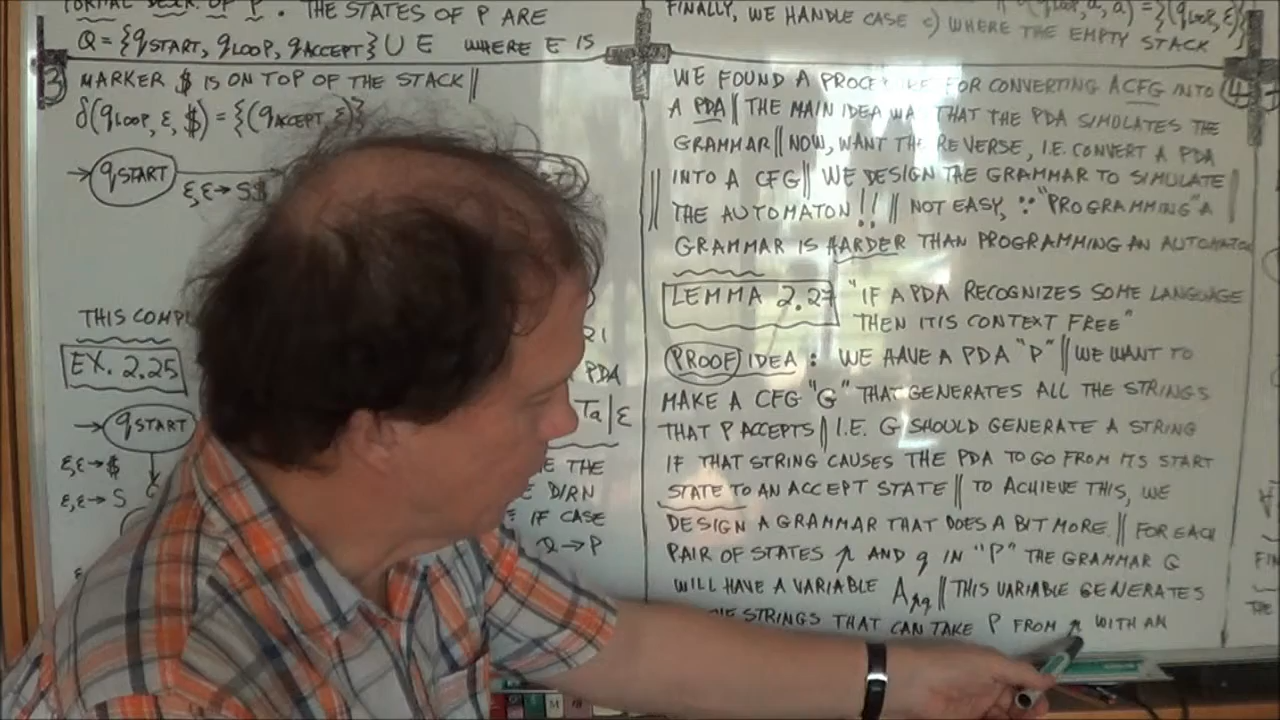 FORMAL DESCR OF P. THE STATES OF P ARE
Q = {qSTART, qLOOP, qACCEPT} ∪ E WHERE E IS
3
MARKER $ IS ON TOP OF THE STACK ||
δ(qLOOP, ε, $) = {(qACCEPT, ε)}
→ qSTART
ε,ε→S$
THIS COMPL
EX. 2.25
PDA
Ta|ε
→ qSTART
ε,ε→$
ε,ε→S
THE
DIRN
IF CASE
Q→P
FINALLY, WE HANDLE CASE c) WHERE THE EMPTY STACK
4
WE FOUND A FOR CONVERTING A CFG INTO
A PDA || THE MAIN IDEA WA THAT THE PDA SIMULATES THE
GRAMMAR || NOW, WANT THE REVERSE, I.E. CONVERT A PDA
INTO A CFG || WE DESIGN THE GRAMMAR TO SIMULATE
THE AUTOMATON !! || NOT EASY, ∵ "PROGRAMMING" A
GRAMMAR IS HARDER THAN PROGRAMMING AN AUTOMATON
LEMMA 2.27 "IF A PDA RECOGNIZES SOME LANGUAGE
THEN IT IS CONTEXT FREE"
PROOF IDEA : WE HAVE A PDA "P" || WE WANT TO
MAKE A CFG "G" THAT GENERATES ALL THE STRINGS
THAT P ACCEPTS || I.E. G SHOULD GENERATE A STRING
IF THAT STRING CAUSES THE PDA TO GO FROM ITS START
STATE TO AN ACCEPT STATE || TO ACHIEVE THIS, WE
DESIGN A GRAMMAR THAT DOES A BIT MORE || FOR EACH
PAIR OF STATES p AND q IN "P" THE GRAMMAR G
WILL HAVE A VARIABLE Apq || THIS VARIABLE GENERATES
STRINGS THAT CAN TAKE P FROM p WITH AN